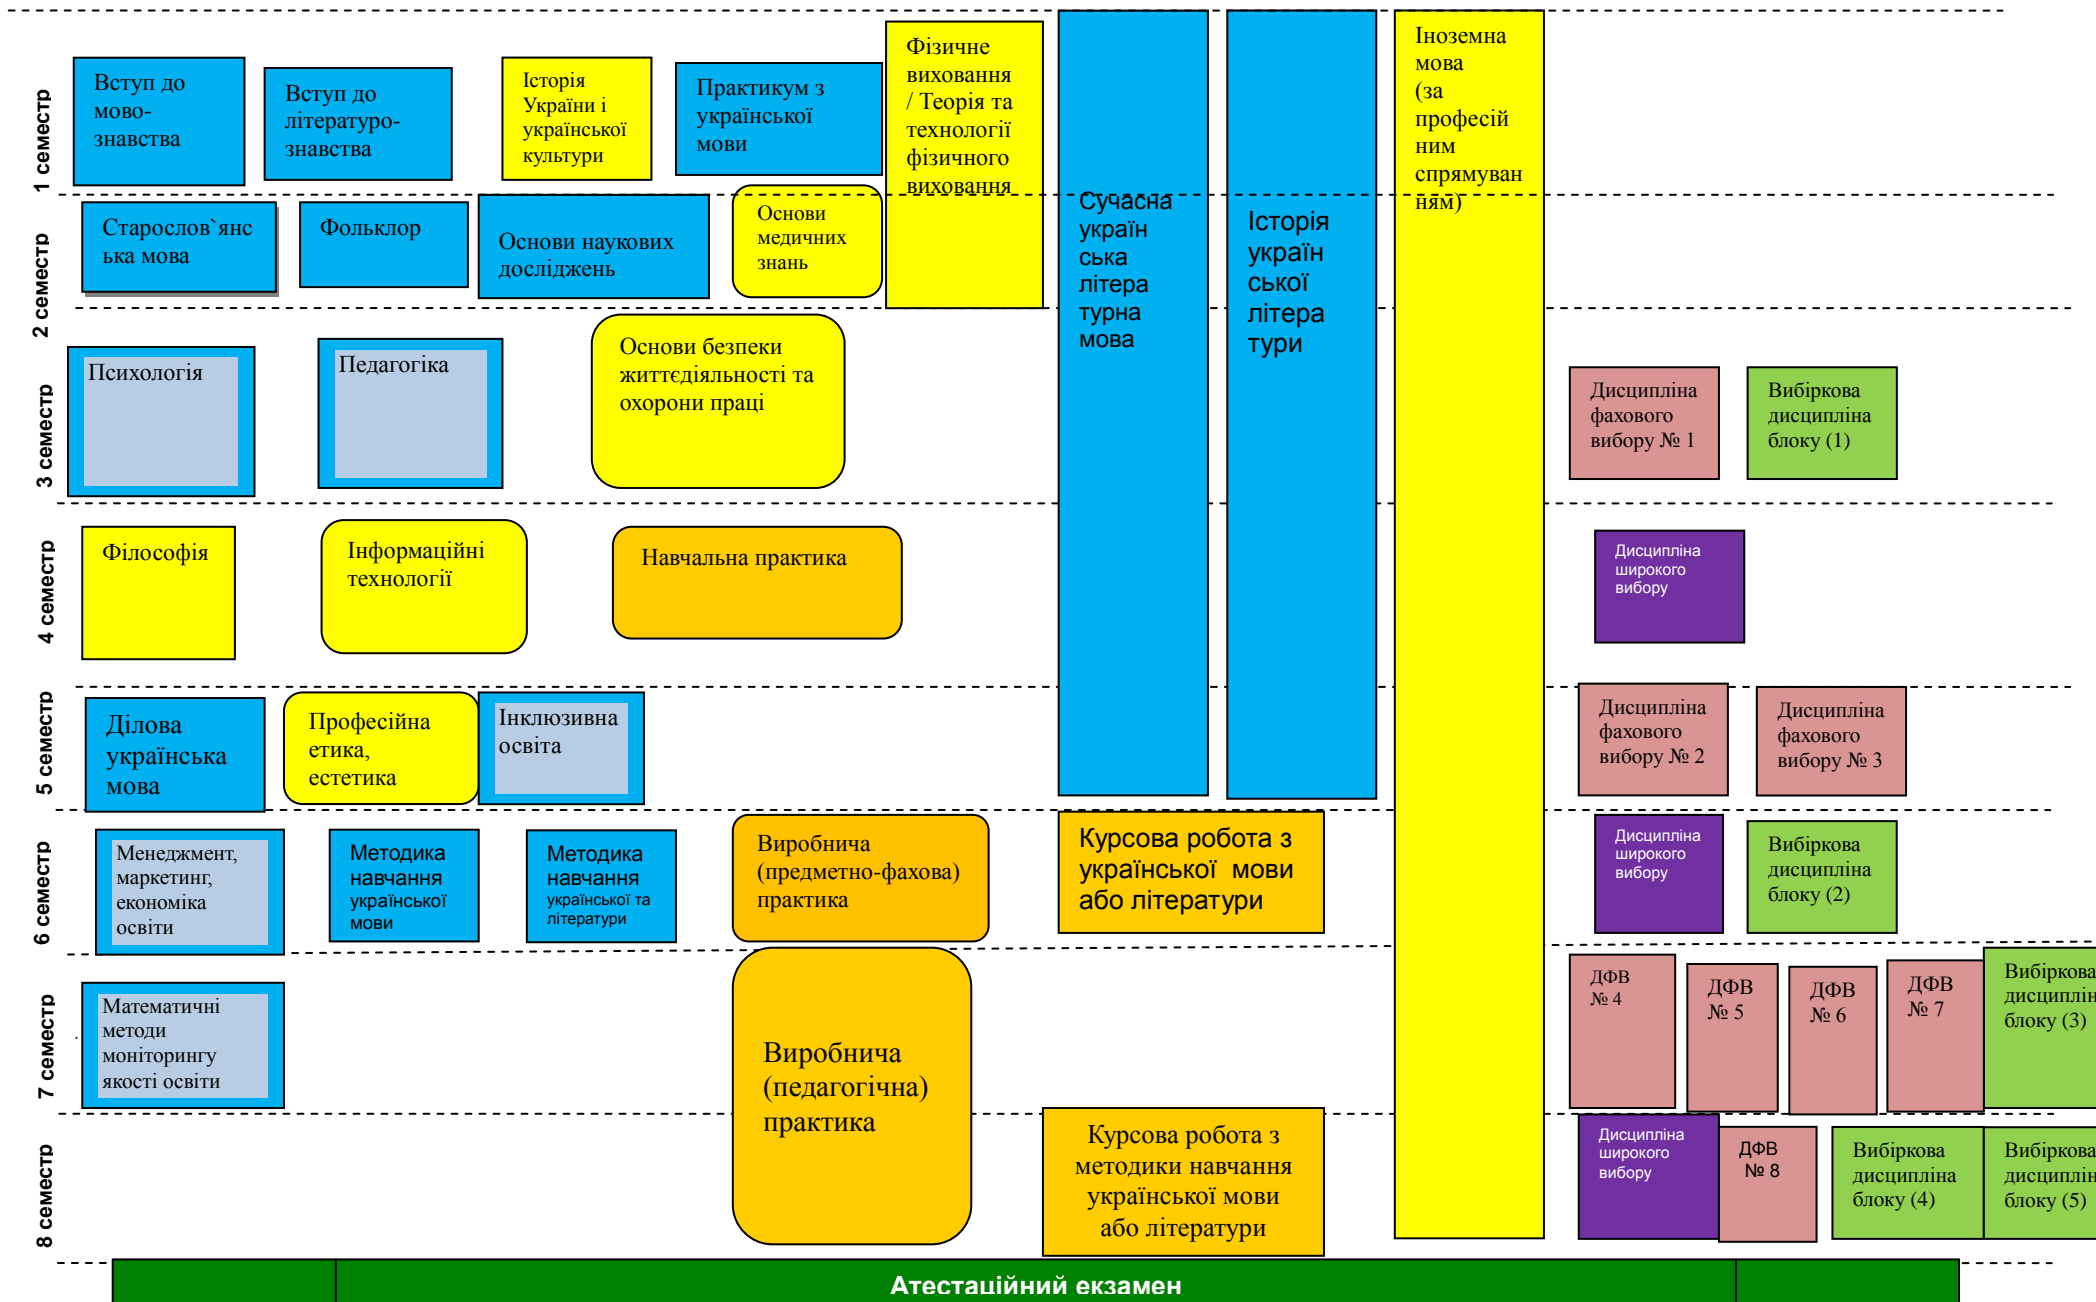 1 семестр
Вступ до
мово-
знавства
Вступ до
літературо-
знавства
Історія
України і
української
культури
Практикум з
української
мови
Фізичне
виховання
/ Теорія та
технології
фізичного
виховання
Сучасна
україн
ська
літера
турна
мова
Історія
україн
ської
літера
тури
Іноземна
мова
(за
професій
ним
спрямуван
ням)
2 семестр
Старослов`янс
ька мова
Фольклор
Основи наукових
досліджень
Основи
медичних
знань
3 семестр
Психологія
Педагогіка
Основи безпеки
життєдіяльності та
охорони праці
Дисципліна
фахового
вибору № 1
Вибіркова
дисципліна
блоку (1)
4 семестр
Філософія
Інформаційні
технології
Навчальна практика
Дисципліна
широкого
вибору
5 семестр
Ділова
українська
мова
Професійна
етика,
естетика
Інклюзивна
освіта
Дисципліна
фахового
вибору № 2
Дисципліна
фахового
вибору № 3
6 семестр
Менеджмент,
маркетинг,
економіка
освіти
Методика
навчання
української
мови
Методика
навчання
української та
літератури
Виробнича
(предметно-фахова)
практика
Курсова робота з
української мови
або літератури
Дисципліна
широкого
вибору
Вибіркова
дисципліна
блоку (2)
7 семестр
Математичні
методи
моніторингу
якості освіти
Виробнича
(педагогічна)
практика
ДФВ
№ 4
ДФВ
№ 5
ДФВ
№ 6
ДФВ
№ 7
Вибіркова
дисциплін
блоку (3)
8 семестр
Курсова робота з
методики навчання
української мови
або літератури
Дисципліна
широкого
вибору
ДФВ
№ 8
Вибіркова
дисципліна
блоку (4)
Вибіркова
дисциплін
блоку (5)
Атестаційний екзамен